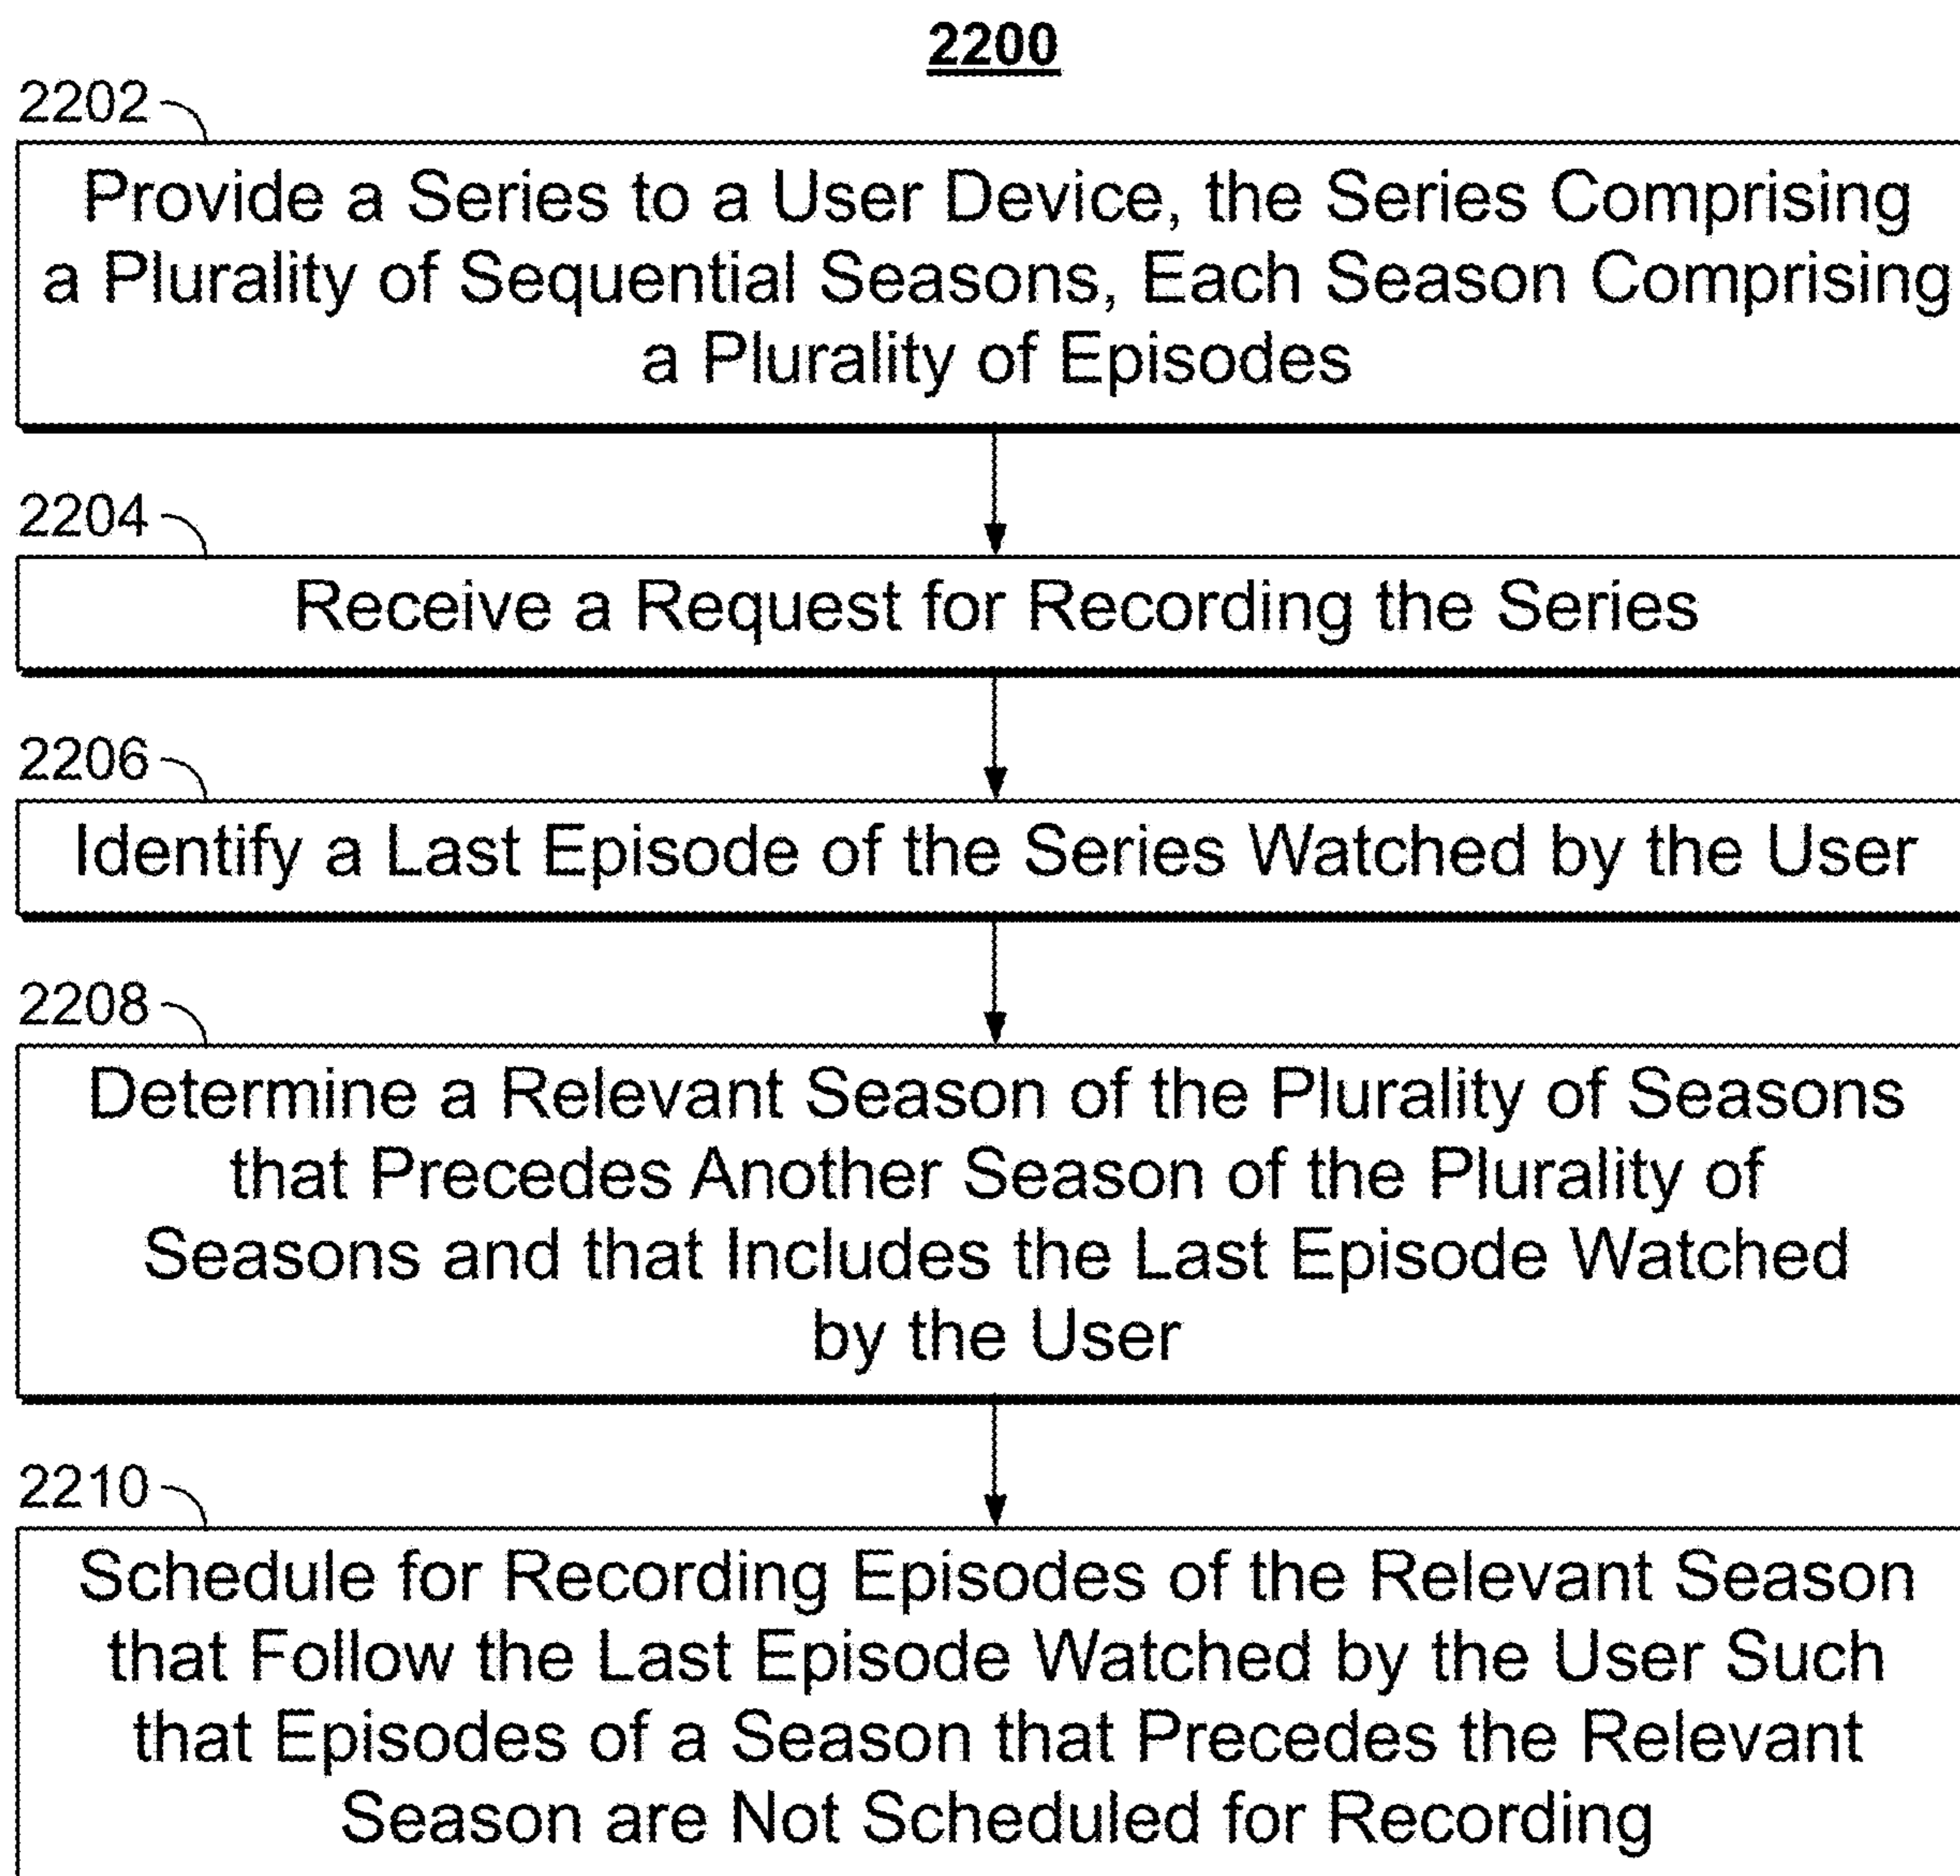 2200
2202
Provide a Series to a User Device, the Series Comprising
a Plurality of Sequential Seasons, Each Season Comprising
a Plurality of Episodes
2204
Receive a Request for Recording the Series
2206
Identify a Last Episode of the Series Watched by the User
2208
Determine a Relevant Season of the Plurality of Seasons
that Precedes Another Season of the Plurality of
Seasons and that Includes the Last Episode Watched
by the User
2210
Schedule for Recording Episodes of the Relevant Season
that Follow the Last Episode Watched by the User Such
that Episodes of a Season that Precedes the Relevant
Season are Not Scheduled for Recording